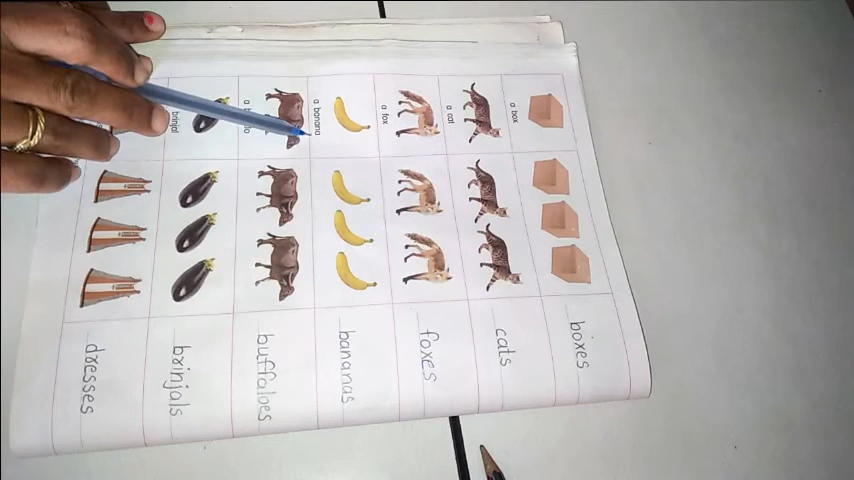 a box
boxes
a cat
cats
a fox
foxes
a banana
bananas
buffaloes
brinjal
brinjals
dresses